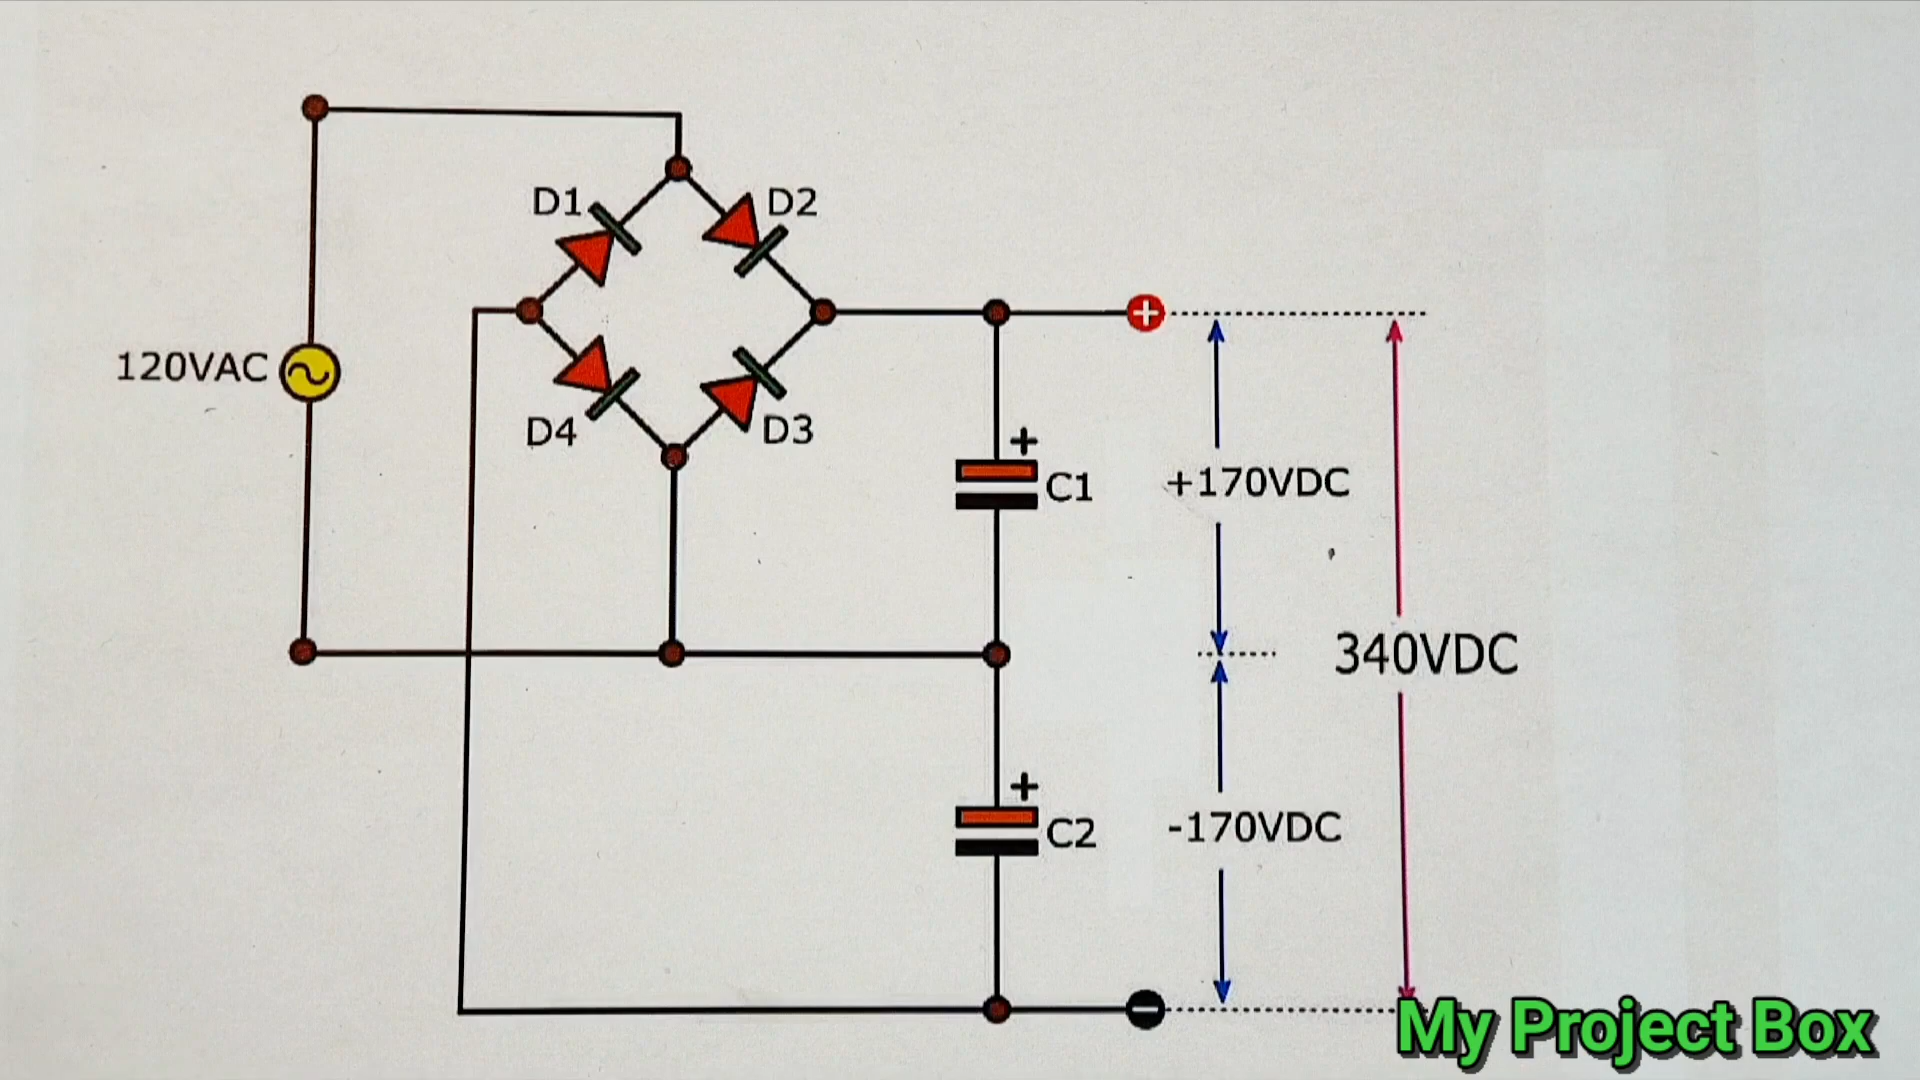 D1
D2
120VAC
D4
D3
+
+
C1
+170VDC
340VDC
+
C2
-170VDC
−
My Project Box